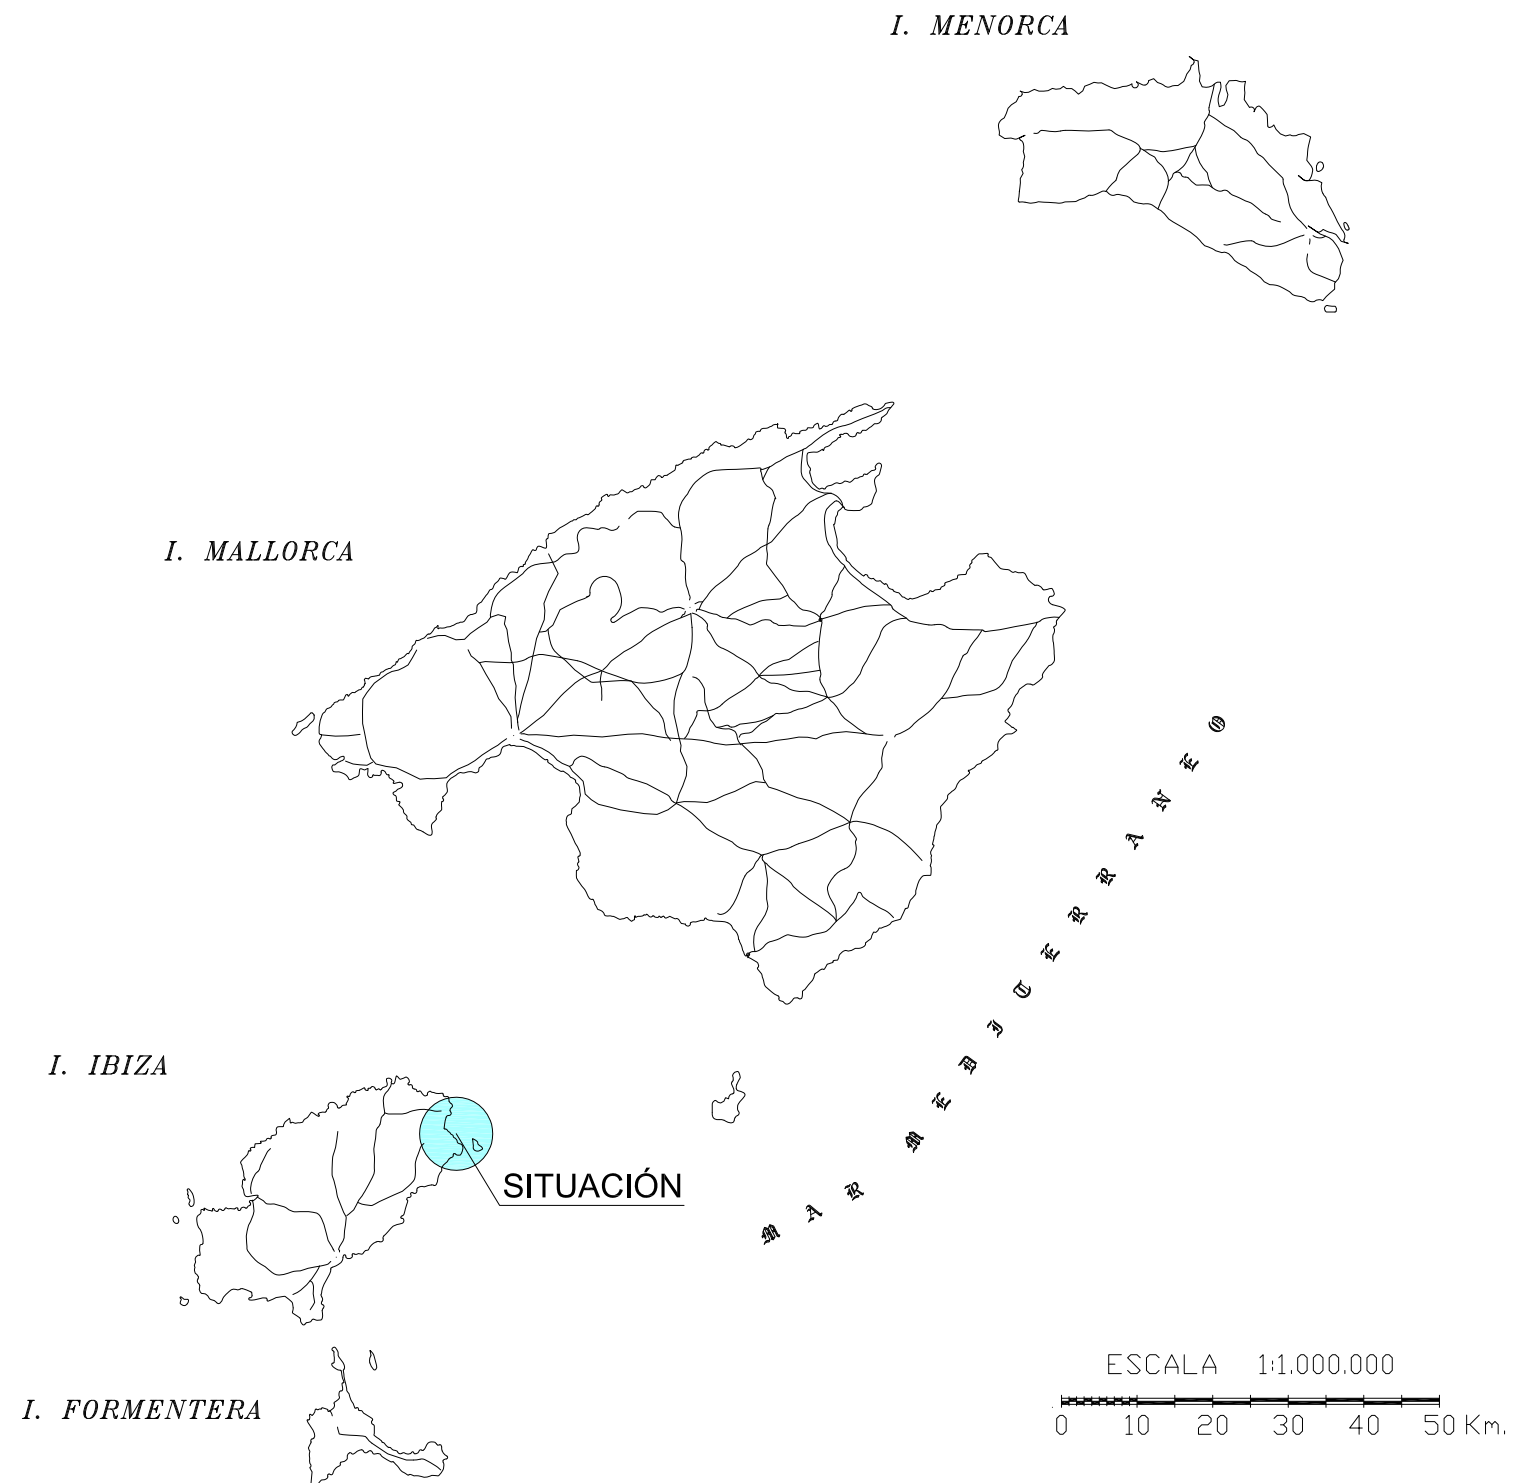 I. MENORCA
I. MALLORCA
MAR MEDITERRANEO
I. IBIZA
SITUACIÓN
I. FORMENTERA
ESCALA 1:1.000.000
0 10 20 30 40 50 Km.